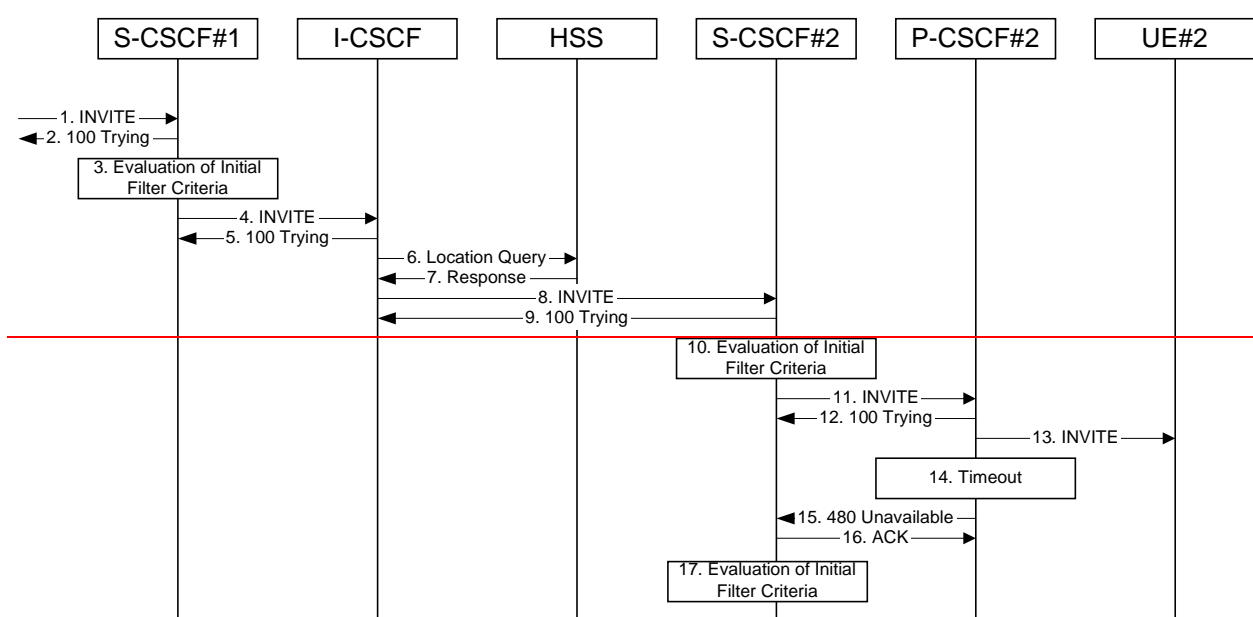 S-CSCF#1 I-CSCF HSS S-CSCF#2 P-CSCF#2 UE#2
1. INVITE
2. 100 Trying
3. Evaluation of Initial
Filter Criteria
4. INVITE
5. 100 Trying
6. Location Query
7. Response
8. INVITE
9. 100 Trying
10. Evaluation of Initial
Filter Criteria
11. INVITE
12. 100 Trying
13. INVITE
14. Timeout
15. 480 Unavailable
16. ACK
17. Evaluation of Initial
Filter Criteria